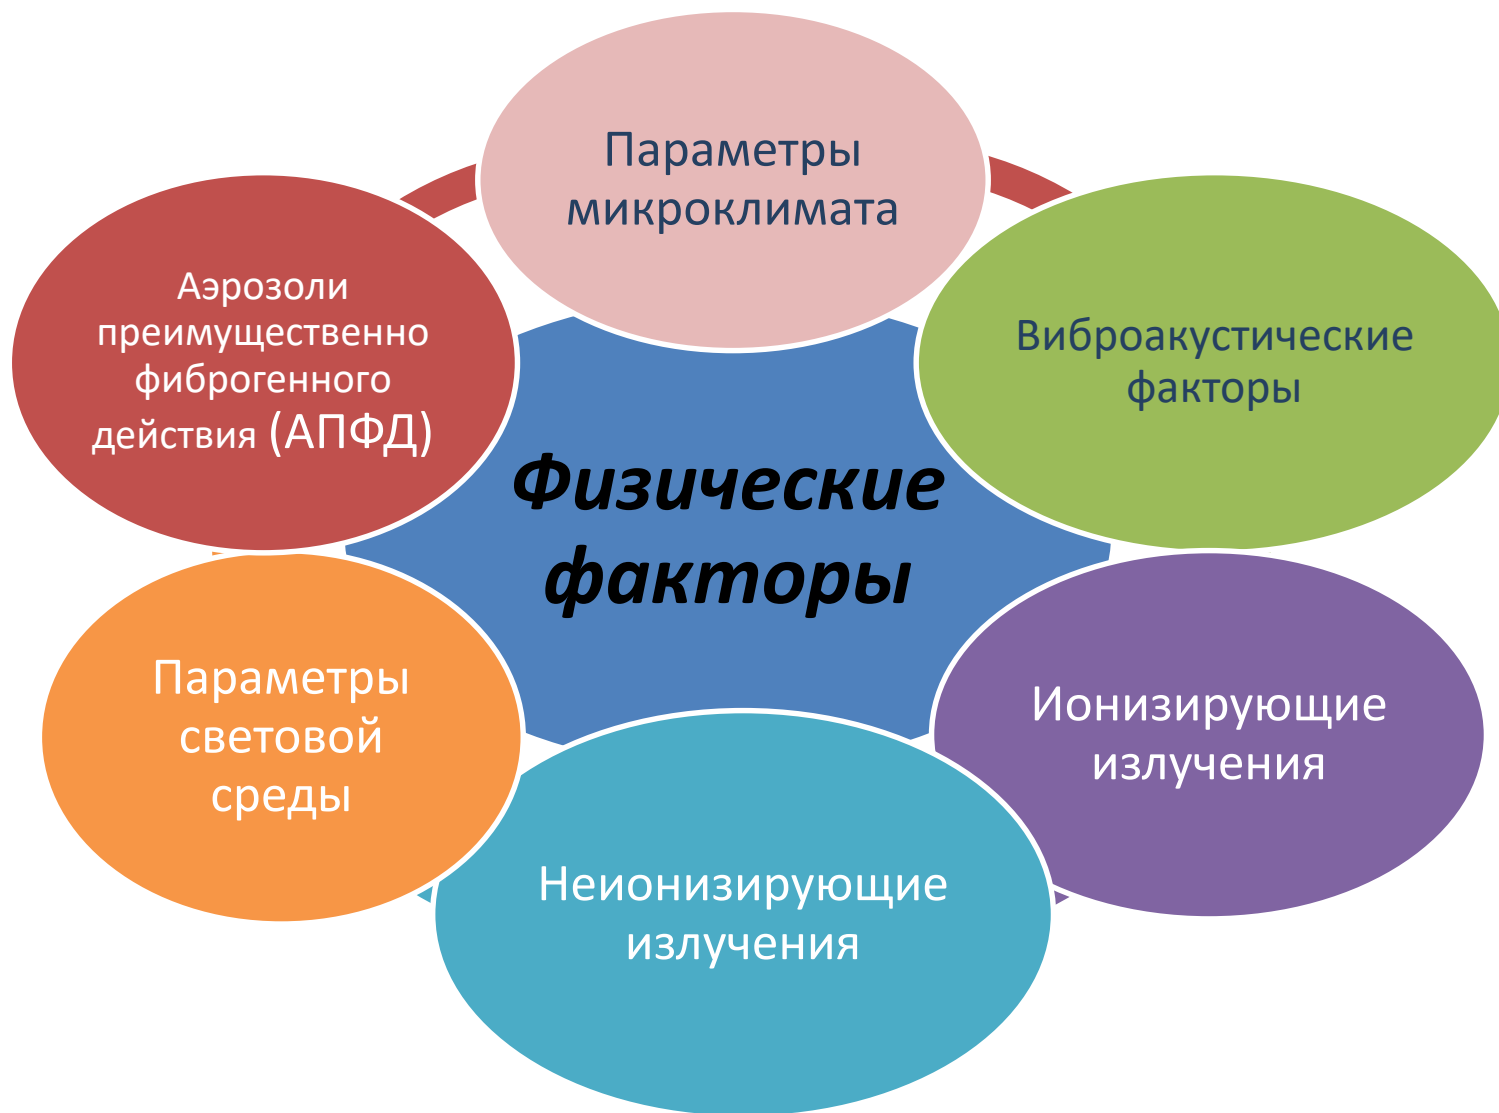 Параметры
микроклимата
Виброакустические
факторы
Ионизирующие
излучения
Неионизирующие
излучения
Параметры
световой
среды
Аэрозоли
преимущественно
фиброгенного
действия (АПФД)
Физические
факторы